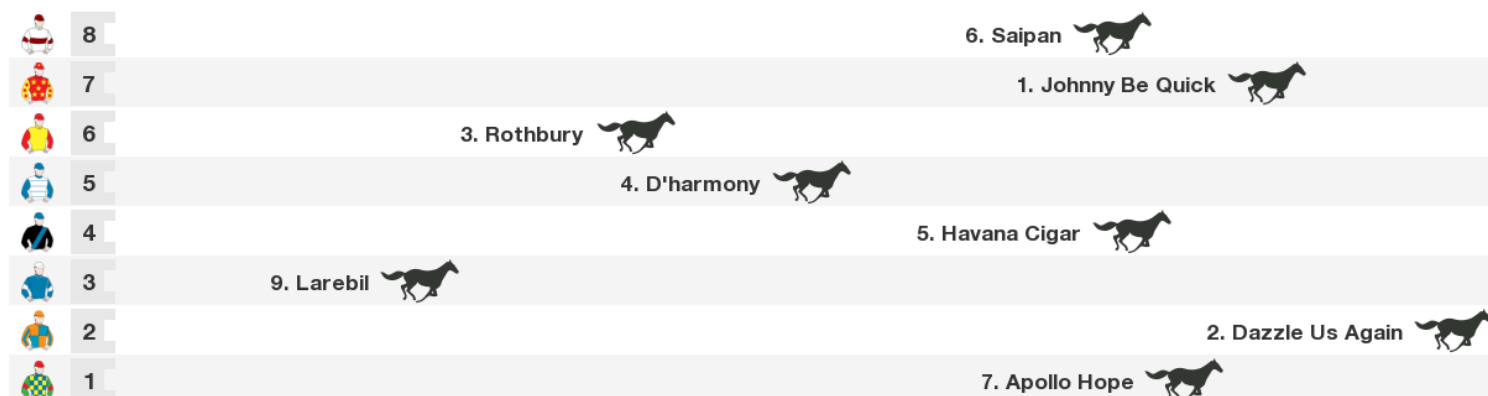 8 6. Saipan
7 1. Johnny Be Quick
6 3. Rothbury
5 4. D'harmony
4 5. Havana Cigar
3 9. Larebil
2 2. Dazzle Us Again
1 7. Apollo Hope